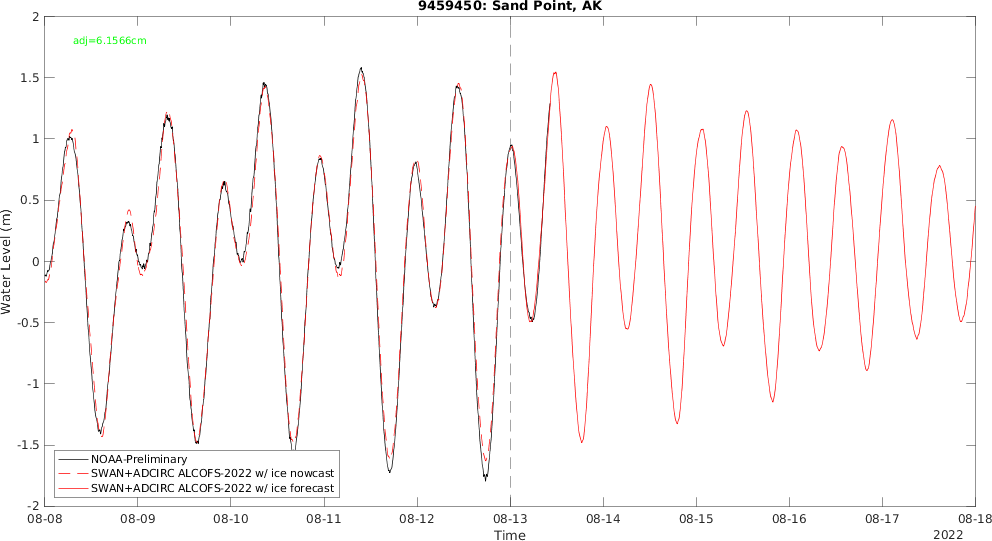 9459450: Sand Point, AK
adj=6.1566cm
Water Level (m)
2
1.5
1
0.5
0
-0.5
-1
-1.5
-2
NOAA-Preliminary
SWAN+ADCIRC ALCOFS-2022 w/ ice nowcast
SWAN+ADCIRC ALCOFS-2022 w/ ice forecast
08-08 08-09 08-10 08-11 08-12 08-13 08-14 08-15 08-16 08-17 08-18
Time
2022